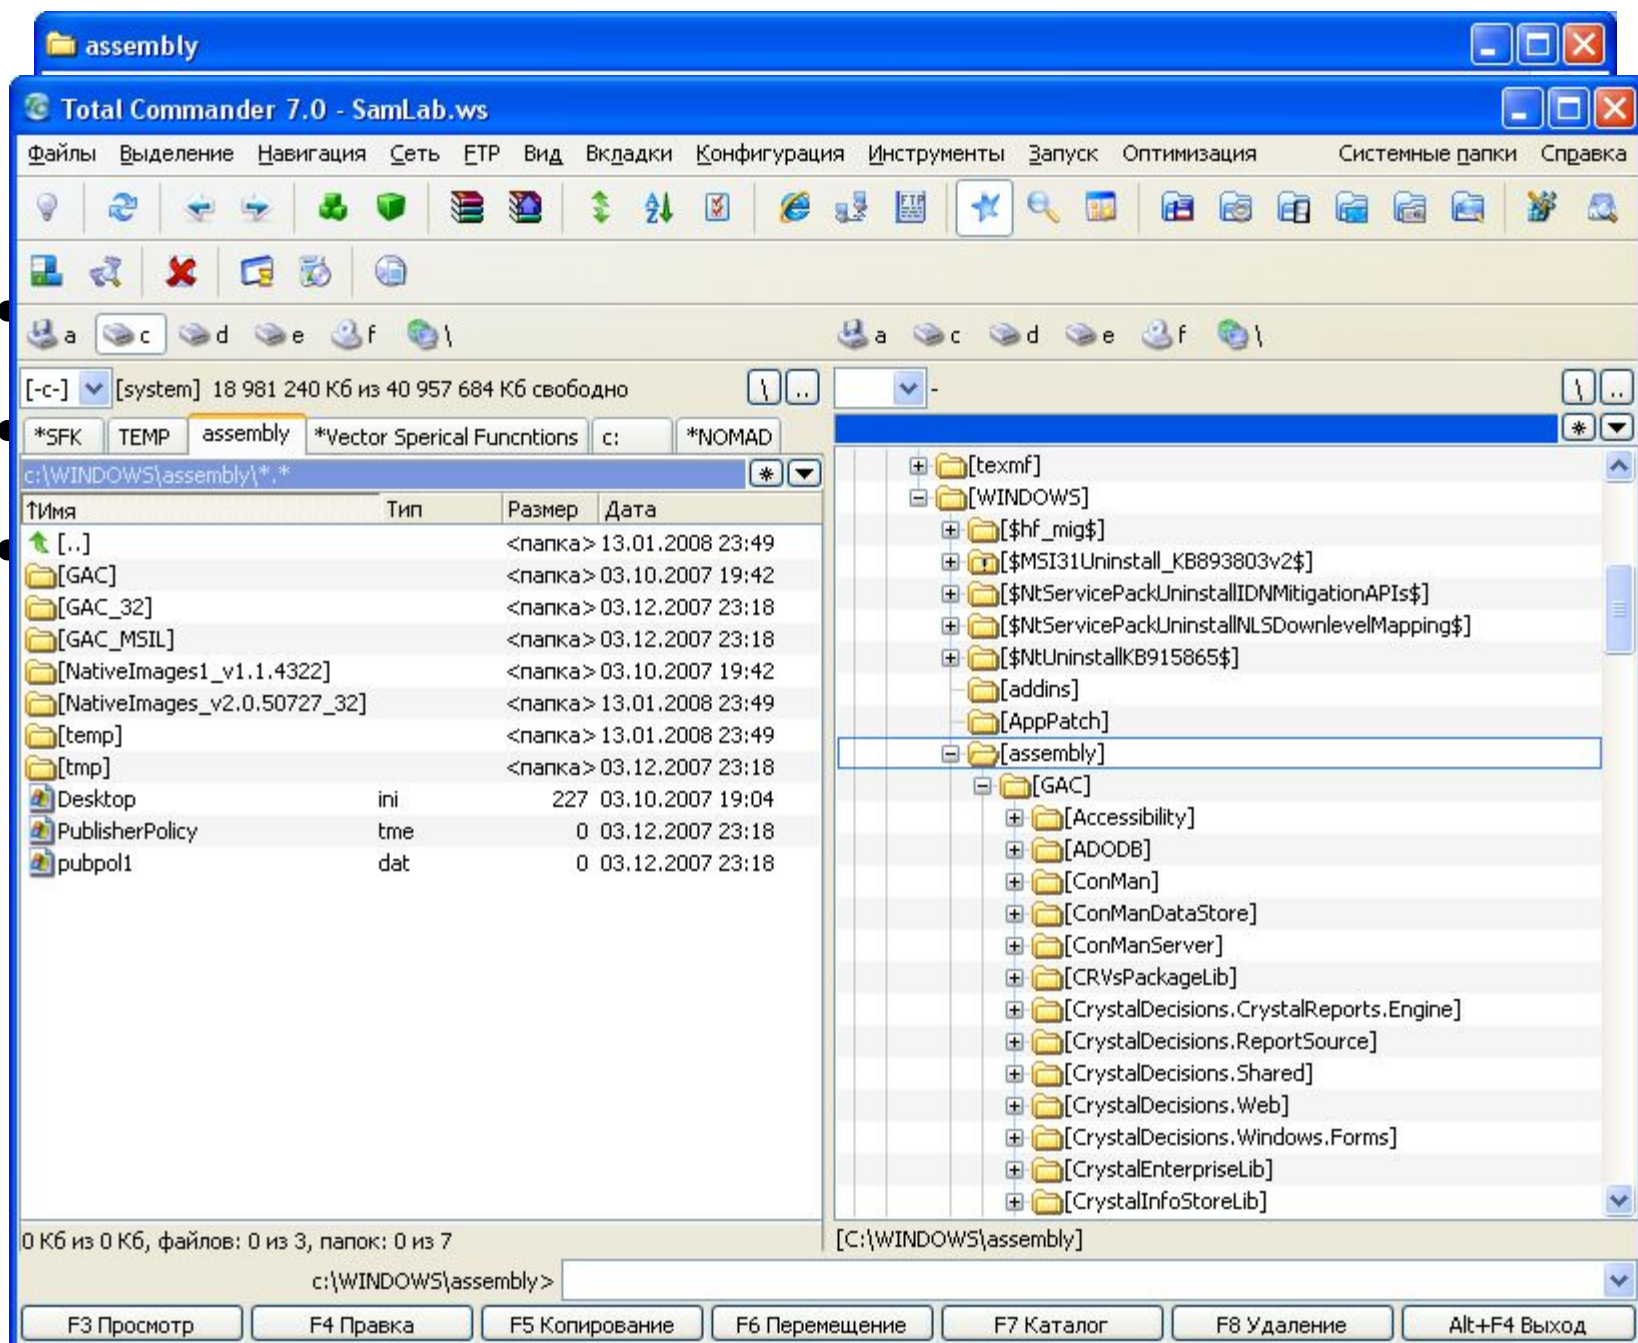 assembly
Total Commander 7.0 - SamLab.ws
Файлы Выделение Навигация Сеть FTP Вид Вкладки Конфигурация Инструменты Запуск Оптимизация Системные папки Справка
FTP
a c d e f \ a c d e f \
[-c-] [system] 18 981 240 Кб из 40 957 684 Кб свободно \ .. - \ ..
*SFK TEMP assembly *Vector Sperical Funcntions c: *NOMAD * 
c:\WINDOWS\assembly\*.* *
↑Имя Тип Размер Дата
[..] <папка> 13.01.2008 23:49
[GAC] <папка> 03.10.2007 19:42
[GAC_32] <папка> 03.12.2007 23:18
[GAC_MSIL] <папка> 03.12.2007 23:18
[NativeImages1_v1.1.4322] <папка> 03.10.2007 19:42
[NativeImages_v2.0.50727_32] <папка> 13.01.2008 23:49
[temp] <папка> 13.01.2008 23:49
[tmp] <папка> 03.12.2007 23:18
Desktop ini 227 03.10.2007 19:04
PublisherPolicy tme 0 03.12.2007 23:18
pubpol1 dat 0 03.12.2007 23:18
[texmf]
[WINDOWS]
[$hf_mig$]
[$MSI31Uninstall_KB893803v2$]
[$NtServicePackUninstallIDNMitigationAPIs$]
[$NtServicePackUninstallNLSDownlevelMapping$]
[$NtUninstallKB915865$]
[addins]
[AppPatch]
[assembly]
[GAC]
[Accessibility]
[ADODB]
[ConMan]
[ConManDataStore]
[ConManServer]
[CRVsPackageLib]
[CrystalDecisions.CrystalReports.Engine]
[CrystalDecisions.ReportSource]
[CrystalDecisions.Shared]
[CrystalDecisions.Web]
[CrystalDecisions.Windows.Forms]
[CrystalEnterpriseLib]
[CrystalInfoStoreLib]
0 Кб из 0 Кб, файлов: 0 из 3, папок: 0 из 7
[C:\WINDOWS\assembly]
c:\WINDOWS\assembly>
F3 Просмотр F4 Правка F5 Копирование F6 Перемещение F7 Каталог F8 Удаление Alt+F4 Выход